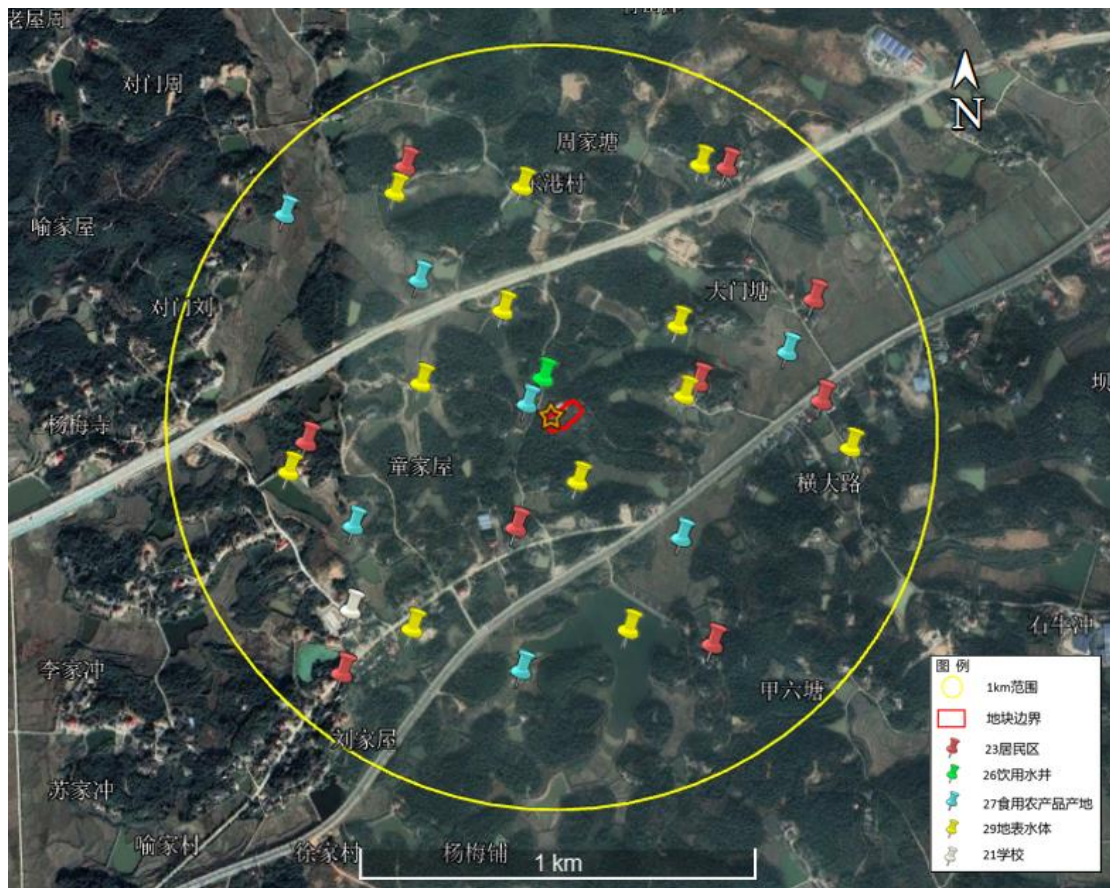 老屋周
对门周
周家塘
N
港村
喻家屋
对门刘
大门塘
坝
杨梅寺
童家屋
横大路
石牛冲
李家冲
甲六塘
刘家屋
苏家冲
喻家村
徐家村
杨梅铺
1 km
图 例
1km范围
地块边界
23居民区
26饮用水井
27食用农产品产地
29地表水体
21学校